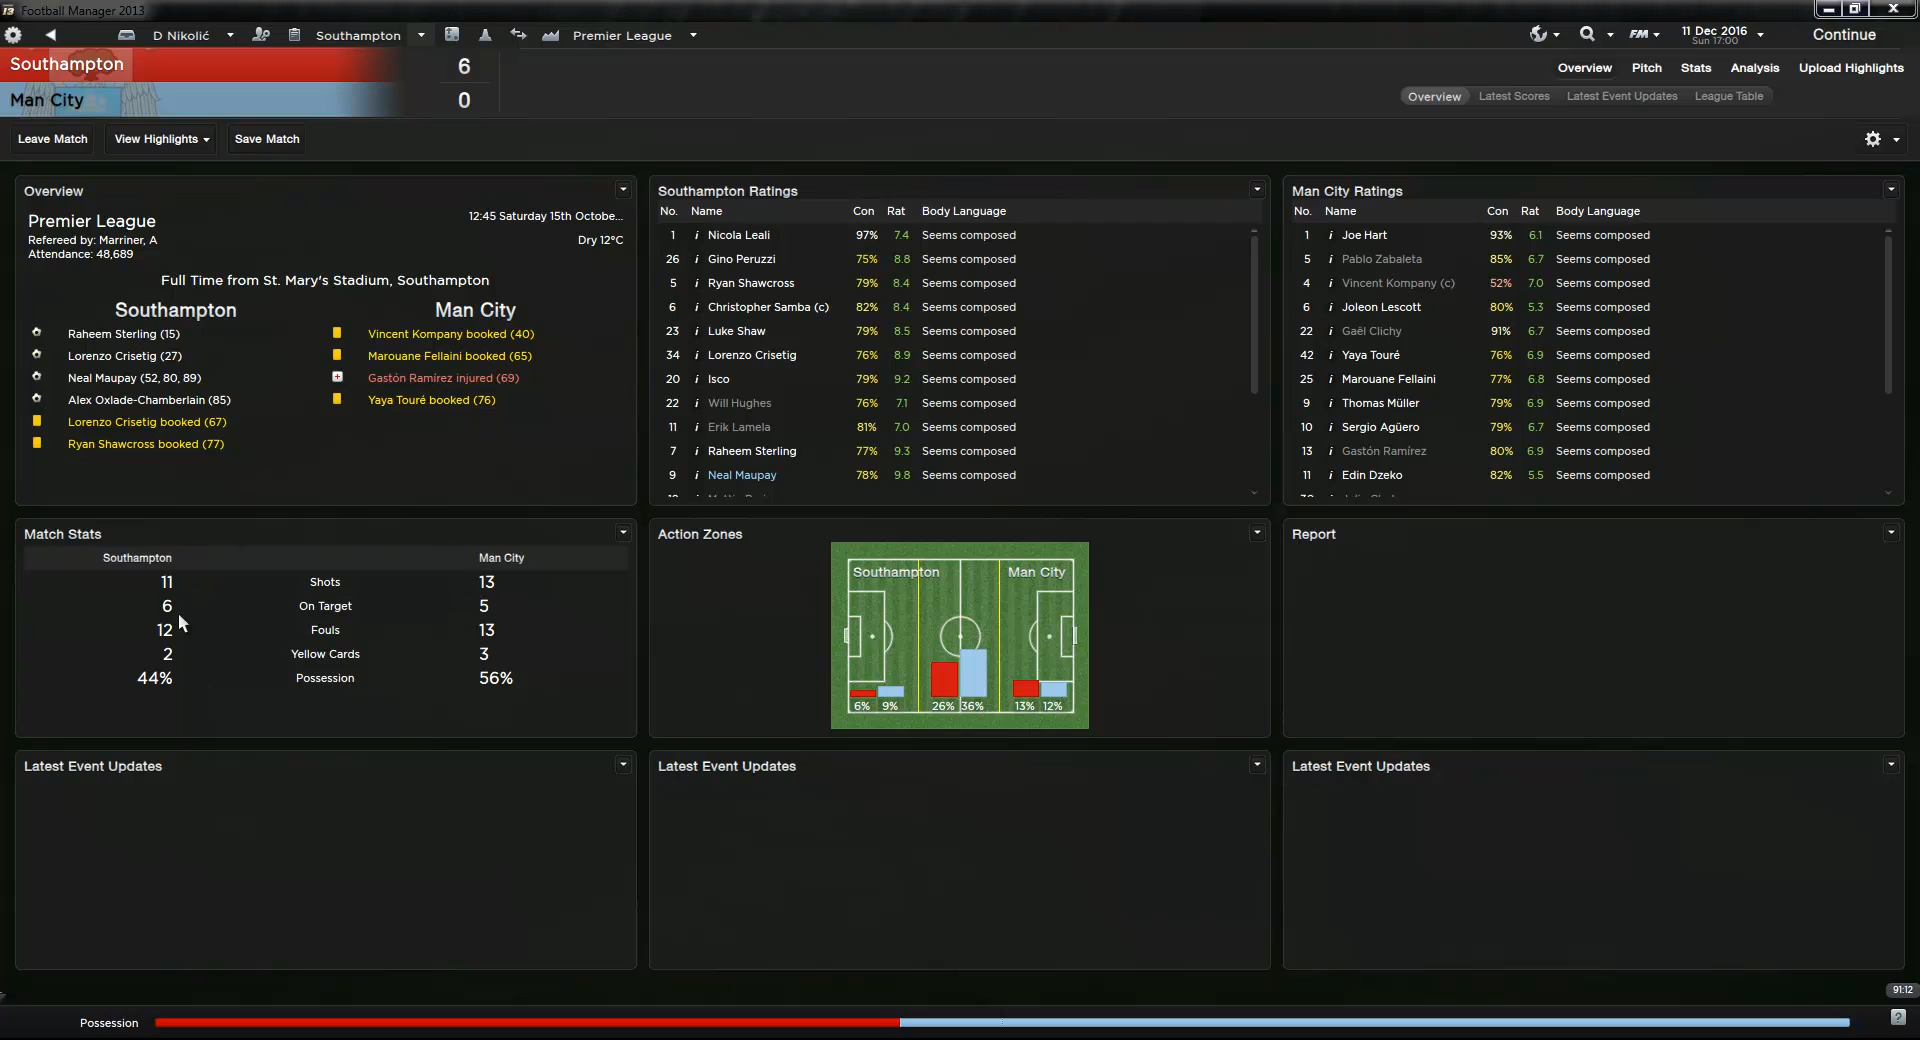 Football Manager 2013
D Nikolić Southampton Premier League FM 11 Dec 2016 Continue
Sun 17:00
Southampton 6
Man City 0
Overview Pitch Stats Analysis Upload Highlights
Overview Latest Scores Latest Event Updates League Table
Leave Match View Highlights Save Match
Overview
Premier League 12:45 Saturday 15th Octobe...
Refereed by: Marriner, A Dry 12°C
Attendance: 48,689
Full Time from St. Mary's Stadium, Southampton
Southampton Man City
Raheem Sterling (15) Vincent Kompany booked (40)
Lorenzo Crisetig (27) Marouane Fellaini booked (65)
Neal Maupay (52, 80, 89) Gastón Ramírez injured (69)
Alex Oxlade-Chamberlain (85) Yaya Touré booked (76)
Lorenzo Crisetig booked (67)
Ryan Shawcross booked (77)
Southampton Ratings
No. Name Con Rat Body Language
1 i Nicola Leali 97% 7.4 Seems composed
26 i Gino Peruzzi 75% 8.8 Seems composed
5 i Ryan Shawcross 79% 8.4 Seems composed
6 i Christopher Samba (c) 82% 8.4 Seems composed
23 i Luke Shaw 79% 8.5 Seems composed
34 i Lorenzo Crisetig 76% 8.9 Seems composed
20 i Isco 79% 9.2 Seems composed
22 i Will Hughes 76% 7.1 Seems composed
11 i Erik Lamela 81% 7.0 Seems composed
7 i Raheem Sterling 77% 9.3 Seems composed
9 i Neal Maupay 78% 9.8 Seems composed
Man City Ratings
No. Name Con Rat Body Language
1 i Joe Hart 93% 6.1 Seems composed
5 i Pablo Zabaleta 85% 6.7 Seems composed
4 i Vincent Kompany (c) 52% 7.0 Seems composed
6 i Joleon Lescott 80% 5.3 Seems composed
22 i Gaël Clichy 91% 6.7 Seems composed
42 i Yaya Touré 76% 6.9 Seems composed
25 i Marouane Fellaini 77% 6.8 Seems composed
9 i Thomas Müller 79% 6.9 Seems composed
10 i Sergio Agüero 79% 6.7 Seems composed
13 i Gastón Ramírez 80% 6.9 Seems composed
11 i Edin Dzeko 82% 5.5 Seems composed
Match Stats
Southampton Man City
11 Shots 13
6 On Target 5
12 Fouls 13
2 Yellow Cards 3
44% Possession 56%
Action Zones
Southampton Man City
6% 9% 26% 36% 13% 12%
Report
Latest Event Updates
Latest Event Updates
Latest Event Updates
91:12
Possession ?